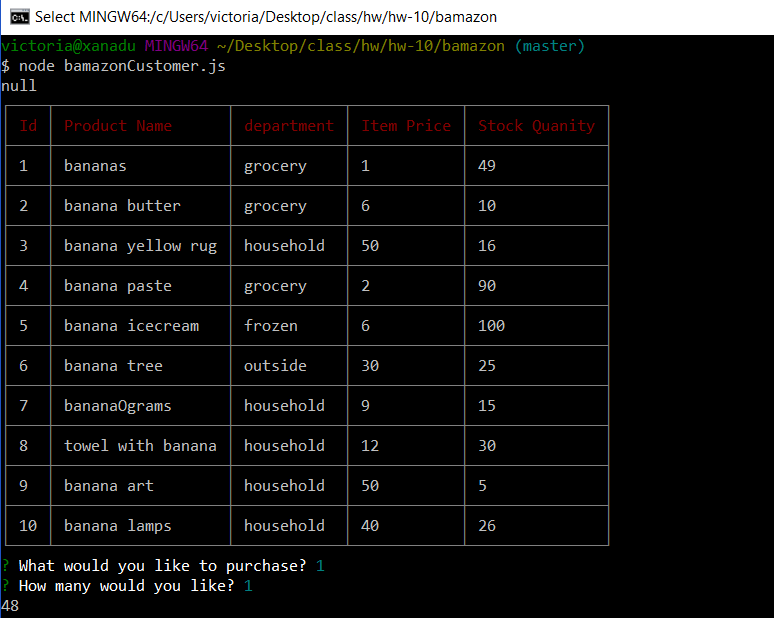 Select MINGW64:/c/Users/victoria/Desktop/class/hw/hw-10/bamazon
victoria@xanadu MINGW64 ~/Desktop/class/hw/hw-10/bamazon (master)
$ node bamazonCustomer.js
null
Id Product Name department Item Price Stock Quanity
1 bananas grocery 1 49
2 banana butter grocery 6 10
3 banana yellow rug household 50 16
4 banana paste grocery 2 90
5 banana icecream frozen 6 100
6 banana tree outside 30 25
7 bananaOgrams household 9 15
8 towel with banana household 12 30
9 banana art household 50 5
10 banana lamps household 40 26
? What would you like to purchase? 1
? How many would you like? 1
48